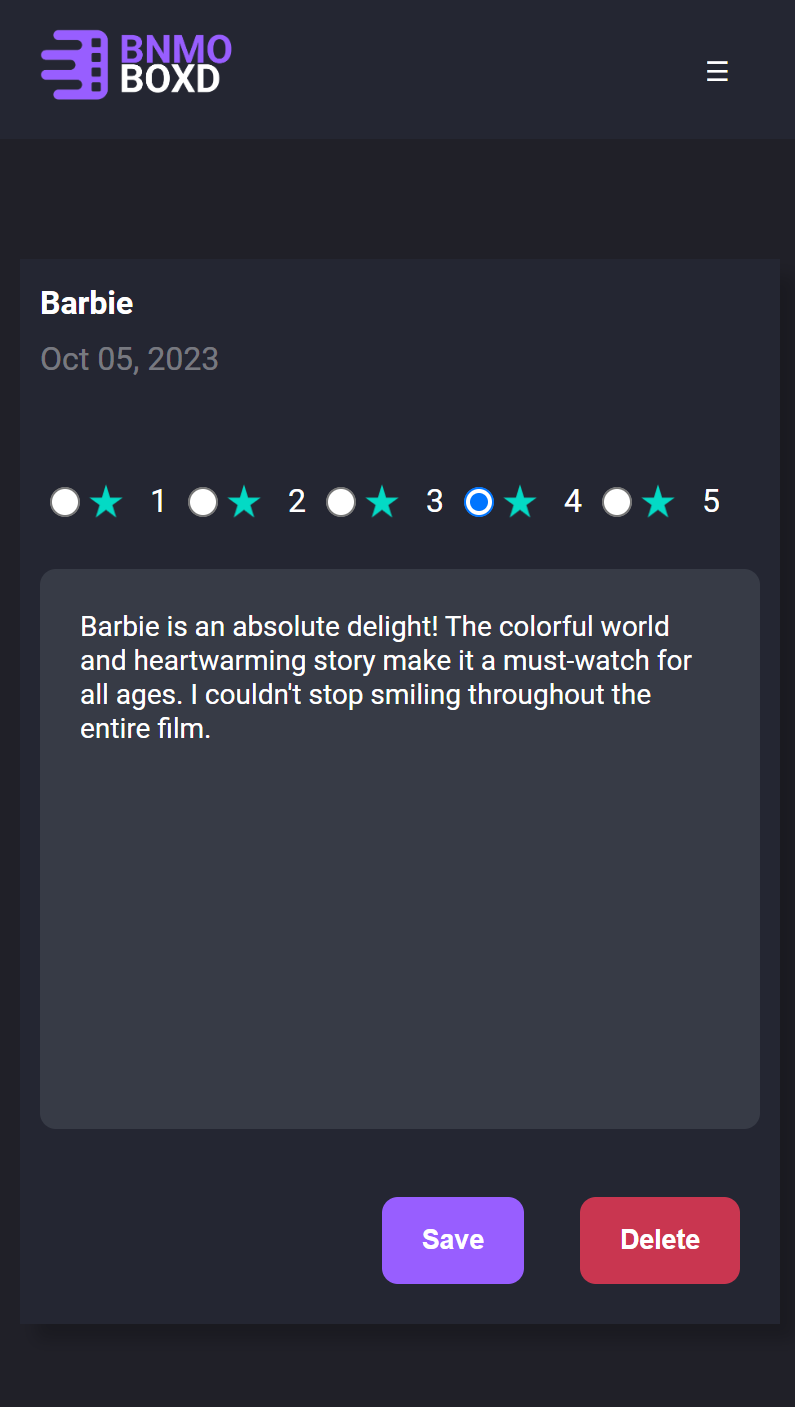 BNMO
BOXD
☰
Barbie
Oct 05, 2023
★ 1 ★ 2 ★ 3 ★ 4 ★ 5
Barbie is an absolute delight! The colorful world
and heartwarming story make it a must-watch for
all ages. I couldn't stop smiling throughout the
entire film.
Save Delete